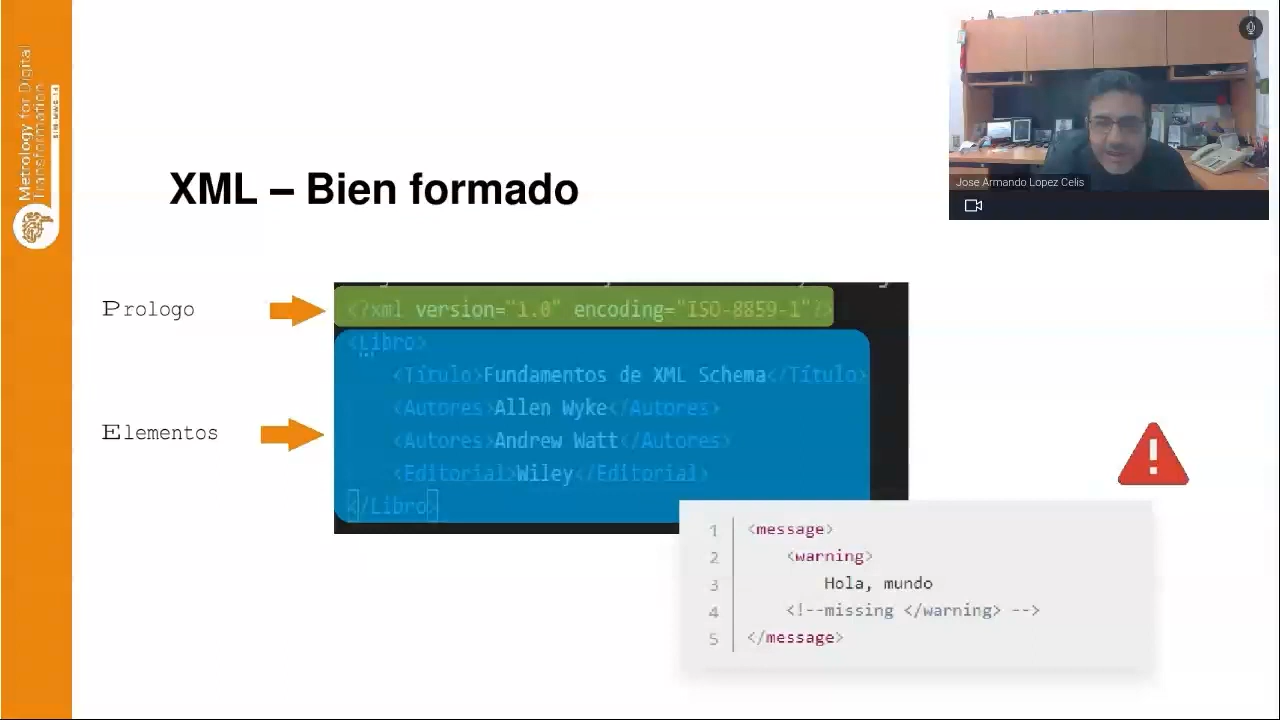 Metrology for Digital
Transformation
Jose Armando Lopez Celis
XML – Bien formado
Prologo
<?xml version="1.0" encoding="ISO-8859-1"?>
Elementos
<Libro>
<Titulo>Fundamentos de XML Schema</Título>
<Autores>Allen Wyke</Autores>
<Autores>Andrew Watt</Autores>
<Editorial>Wiley</Editorial>
</Libro>
1 <message>
2 <warning>
3 Hola, mundo
4 <!--missing </warning> -->
5 </message>